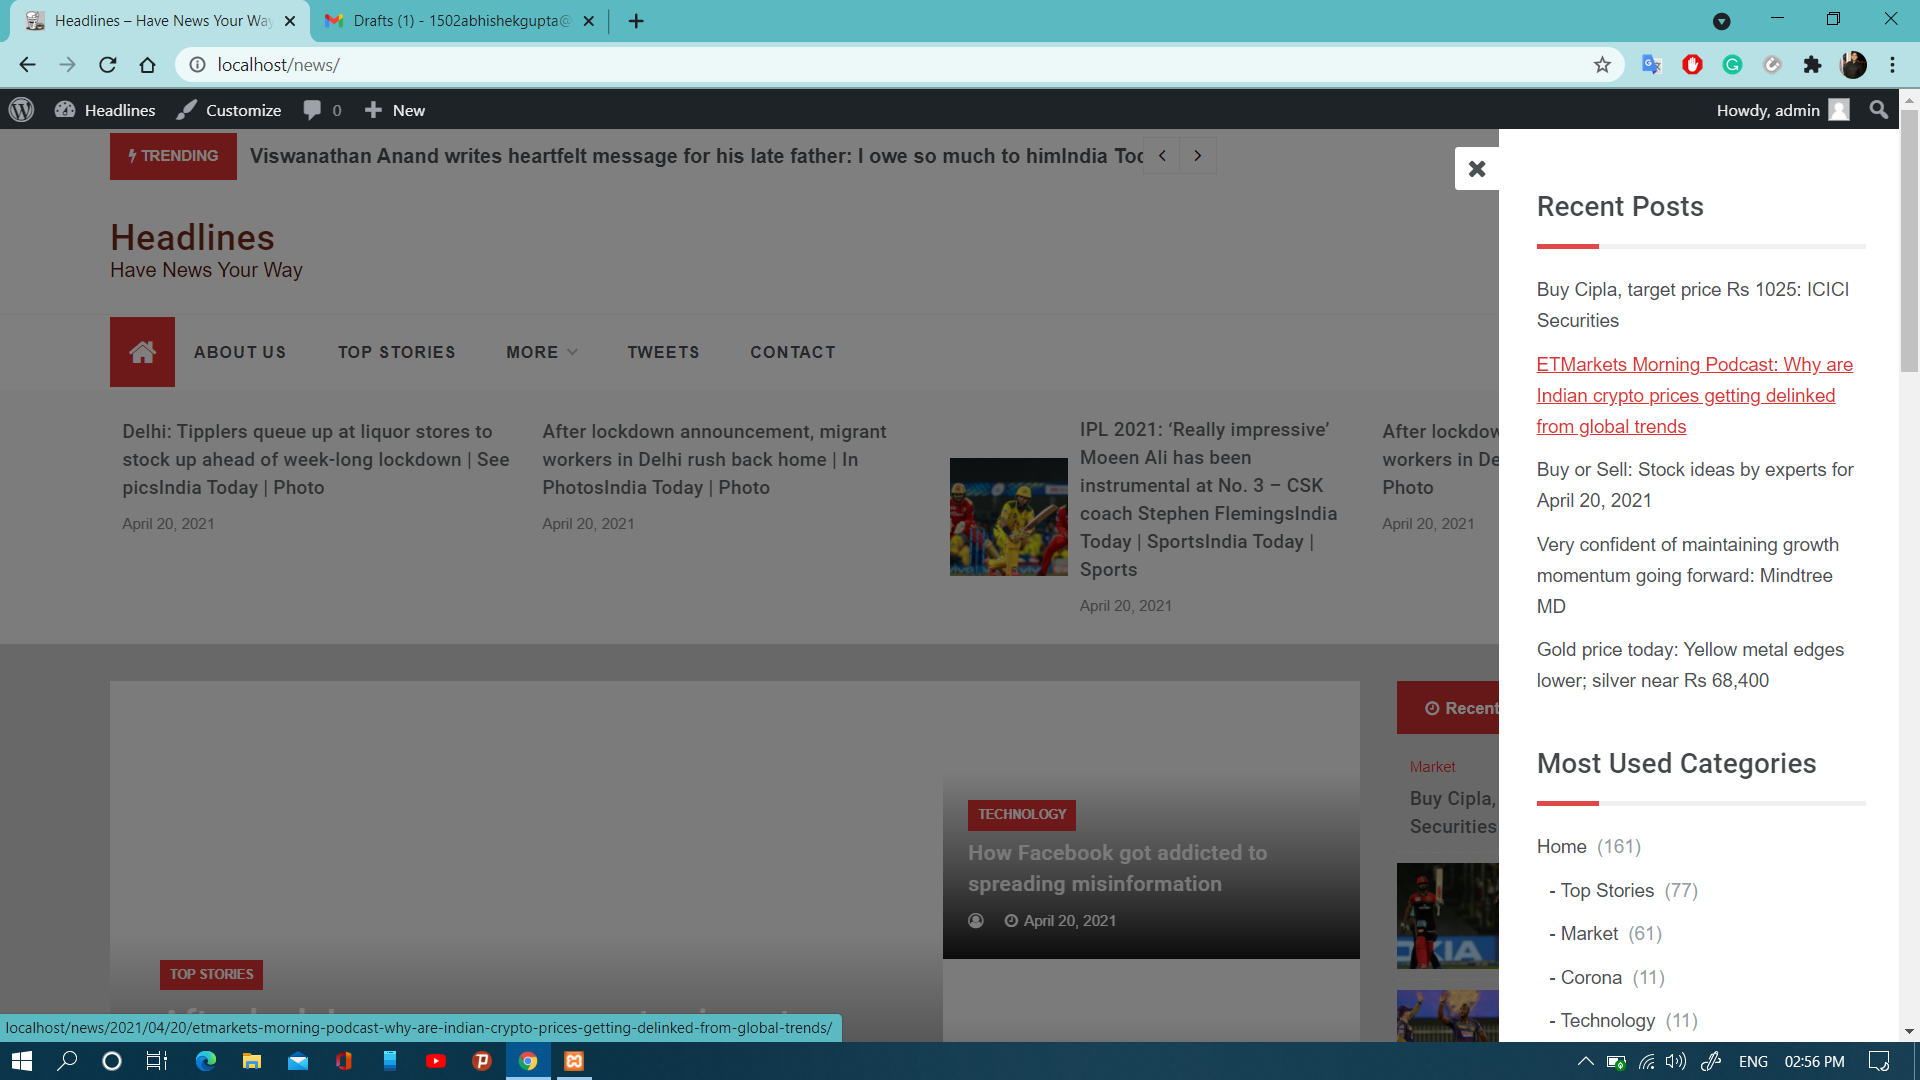 Headlines – Have News Your Wa
Drafts (1) - 1502abhishekgupta@
localhost/news/
Headlines
Customize
0
New
Howdy, admin
TRENDING
Viswanathan Anand writes heartfelt message for his late father: I owe so much to himIndia Toc
Headlines
Have News Your Way
ABOUT US
TOP STORIES
MORE
TWEETS
CONTACT
Delhi: Tipplers queue up at liquor stores to
stock up ahead of week-long lockdown | See
picsIndia Today | Photo
April 20, 2021
After lockdown announcement, migrant
workers in Delhi rush back home | In
PhotosIndia Today | Photo
April 20, 2021
IPL 2021: ‘Really impressive’
Moeen Ali has been
instrumental at No. 3 – CSK
coach Stephen FlemingsIndia
Today | SportsIndia Today |
Sports
April 20, 2021
After lockdow
workers in De
Photo
April 20, 2021
TOP STORIES
TECHNOLOGY
How Facebook got addicted to
spreading misinformation
April 20, 2021
Recent
Market
Buy Cipla,
Securities
OKIA
Recent Posts
Buy Cipla, target price Rs 1025: ICICI
Securities
ETMarkets Morning Podcast: Why are
Indian crypto prices getting delinked
from global trends
Buy or Sell: Stock ideas by experts for
April 20, 2021
Very confident of maintaining growth
momentum going forward: Mindtree
MD
Gold price today: Yellow metal edges
lower; silver near Rs 68,400
Most Used Categories
Home (161)
- Top Stories (77)
- Market (61)
- Corona (11)
- Technology (11)
localhost/news/2021/04/20/etmarkets-morning-podcast-why-are-indian-crypto-prices-getting-delinked-from-global-trends/
ENG
02:56 PM